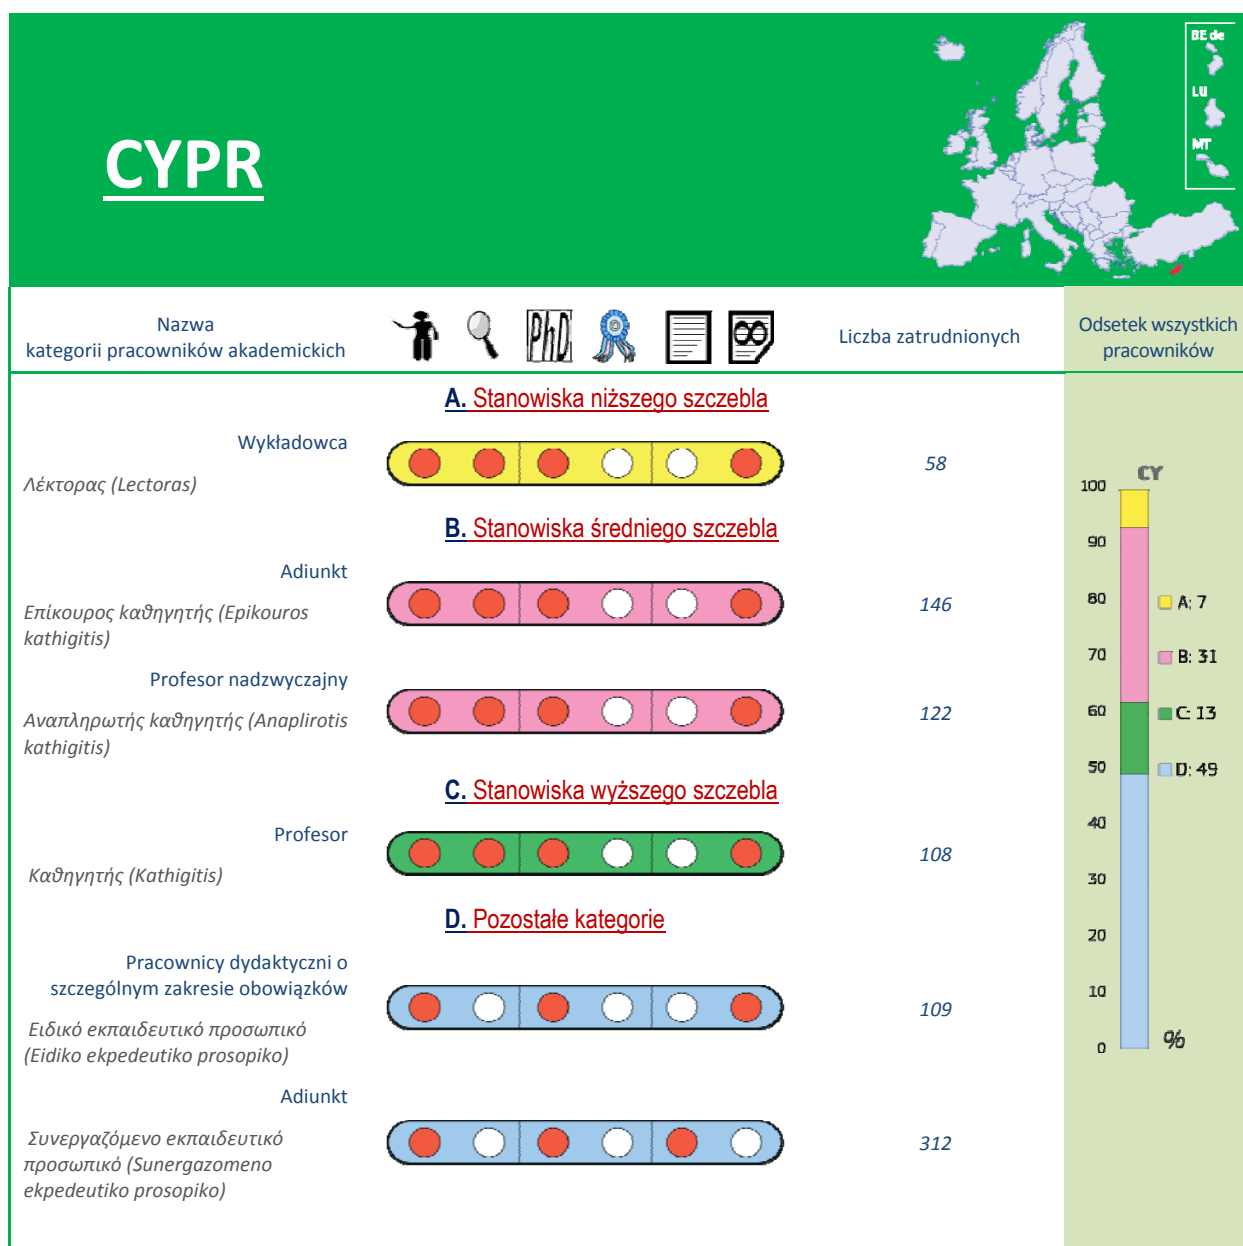 BE de
LU
MT
CYPR
Nazwa
kategorii pracowników akademickich
PhD
Liczba zatrudnionych
Odsetek wszystkich
pracowników
A. Stanowiska niższego szczebla
Wykładowca
Λέκτορας (Lectoras)
58
B. Stanowiska średniego szczebla
Adiunkt
Επίκουρος καθηγητής (Epikouros
kathigitis)
146
Profesor nadzwyczajny
Αναπληρωτής καθηγητής (Anaplirotis
kathigitis)
122
C. Stanowiska wyższego szczebla
Profesor
Καθηγητής (Kathigitis)
108
D. Pozostałe kategorie
Pracownicy dydaktyczni o
szczególnym zakresie obowiązków
Ειδικό εκπαιδευτικό προσωπικό
(Eidiko ekpedeutiko prosopiko)
109
Adiunkt
Συνεργαζόμενο εκπαιδευτικό
προσωπικό (Sunergazomeno
ekpedeutiko prosopiko)
312
CY
100
90
80
70
60
50
40
30
20
10
0
%
A: 7
B: 31
C: 13
D: 49